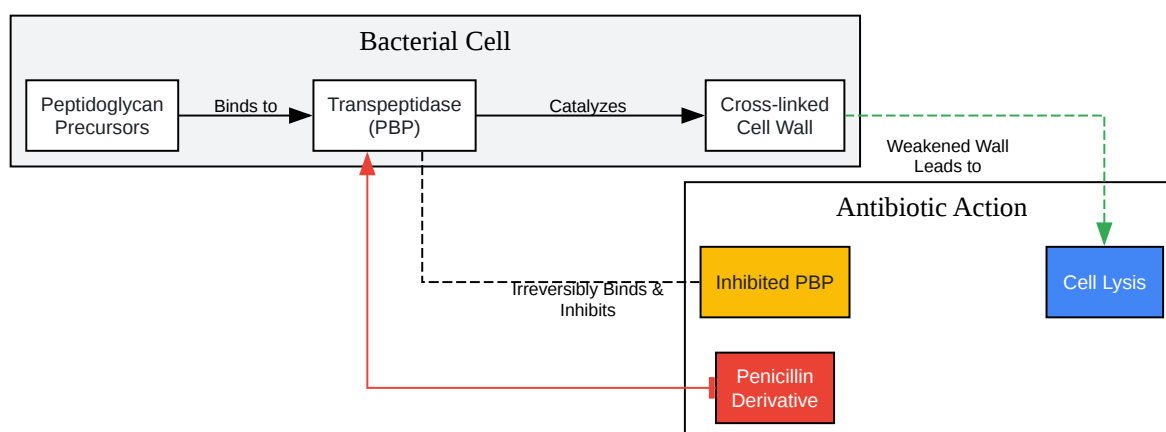 Bacterial Cell
Peptidoglycan
Precursors
Binds to
Transpeptidase
(PBP)
Catalyzes
Cross-linked
Cell Wall
Weakened Wall
Leads to
Antibiotic Action
Irreversibly Binds &
Inhibits
Inhibited PBP
Cell Lysis
Penicillin
Derivative